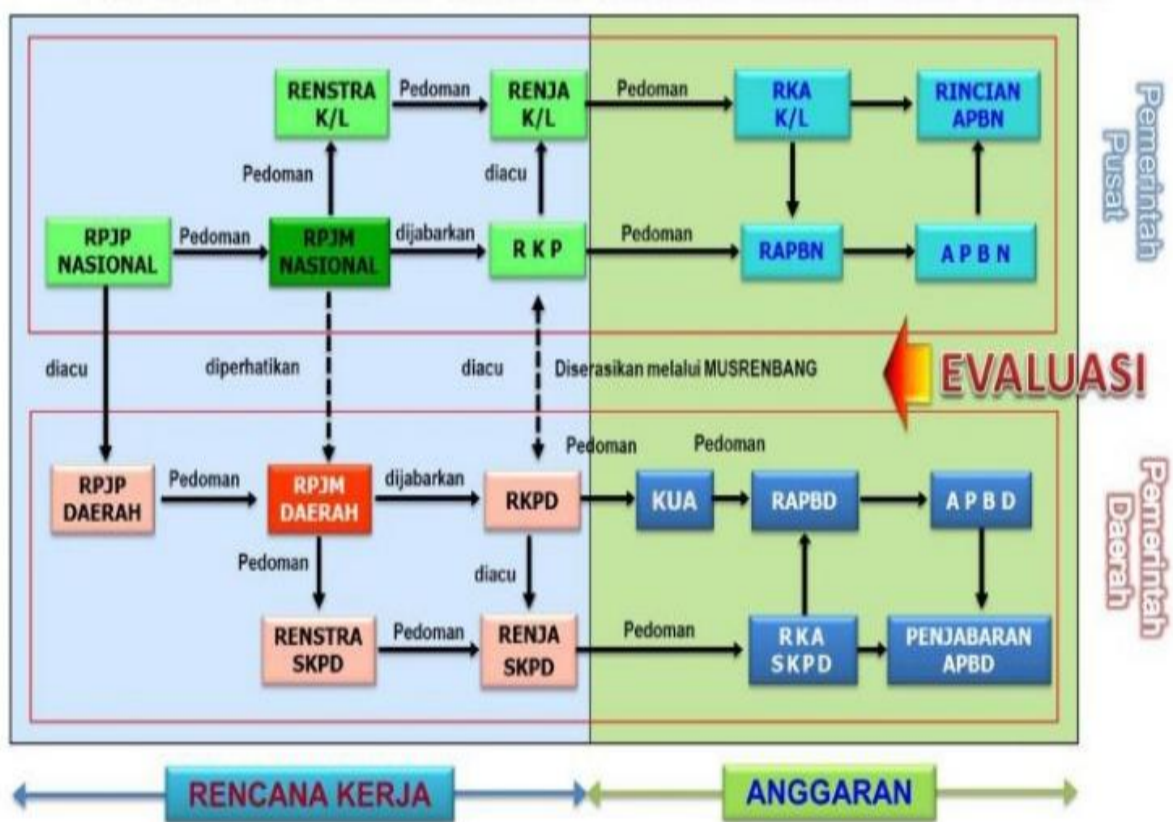 RENSTRA
K/L
Pedoman
RENJA
K/L
Pedoman
RKA
K/L
RINCIAN
APBN
Pedoman
diacu
RPJP
NASIONAL
Pedoman
RPJM
NASIONAL
dijabarkan
R K P
Pedoman
RAPBN
A P B N
Pemerintah
Pusat
diacu
diperhatikan
diacu
Diserasikan melalui MUSRENBANG
EVALUASI
RPJP
DAERAH
Pedoman
RPJM
DAERAH
dijabarkan
RKPD
Pedoman
KUA
Pedoman
RAPBD
A P B D
Pedoman
diacu
RENSTRA
SKPD
Pedoman
RENJA
SKPD
Pedoman
R K A
S K P D
PENJABARAN
APBD
Pemerintah
Daerah
RENCANA KERJA
ANGGARAN